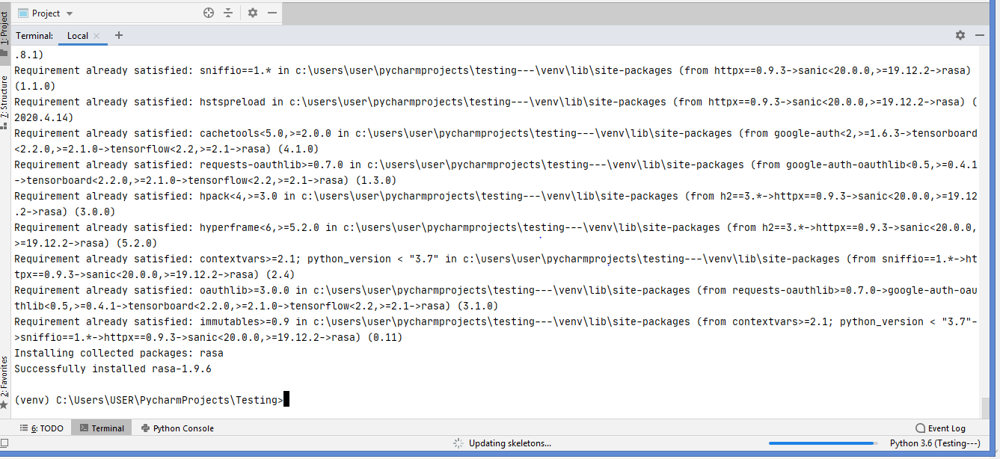 Project
1: Project
Terminal: Local
.8.1)
Requirement already satisfied: sniffio==1.* in c:\users\user\pycharmprojects\testing---\venv\lib\site-packages (from httpx==0.9.3->sanic<20.0.0,>=19.12.2->rasa)
(1.1.0)
Requirement already satisfied: hstspreload in c:\users\user\pycharmprojects\testing---\venv\lib\site-packages (from httpx==0.9.3->sanic<20.0.0,>=19.12.2->rasa) (
2020.4.14)
Requirement already satisfied: cachetools<5.0,>=2.0.0 in c:\users\user\pycharmprojects\testing---\venv\lib\site-packages (from google-auth<2,>=1.6.3->tensorboard
<2.2.0,>=2.1.0->tensorflow<2.2,>=2.1->rasa) (4.1.0)
Requirement already satisfied: requests-oauthlib>=0.7.0 in c:\users\user\pycharmprojects\testing---\venv\lib\site-packages (from google-auth-oauthlib<0.5,>=0.4.1
->tensorboard<2.2.0,>=2.1.0->tensorflow<2.2,>=2.1->rasa) (1.3.0)
Requirement already satisfied: hpack<4,>=3.0 in c:\users\user\pycharmprojects\testing---\venv\lib\site-packages (from h2==3.*->httpx==0.9.3->sanic<20.0.0,>=19.12
.2->rasa) (3.0.0)
Requirement already satisfied: hyperframe<6,>=5.2.0 in c:\users\user\pycharmprojects\testing---\venv\lib\site-packages (from h2==3.*->httpx==0.9.3->sanic<20.0.0,
>=19.12.2->rasa) (5.2.0)
Requirement already satisfied: contextvars>=2.1; python_version < "3.7" in c:\users\user\pycharmprojects\testing---\venv\lib\site-packages (from sniffio==1.*->ht
tpx==0.9.3->sanic<20.0.0,>=19.12.2->rasa) (2.4)
Requirement already satisfied: oauthlib>=3.0.0 in c:\users\user\pycharmprojects\testing---\venv\lib\site-packages (from requests-oauthlib>=0.7.0->google-auth-oau
thlib<0.5,>=0.4.1->tensorboard<2.2.0,>=2.1.0->tensorflow<2.2,>=2.1->rasa) (3.1.0)
Requirement already satisfied: immutables>=0.9 in c:\users\user\pycharmprojects\testing---\venv\lib\site-packages (from contextvars>=2.1; python_version < "3.7"-
>sniffio==1.*->httpx==0.9.3->sanic<20.0.0,>=19.12.2->rasa) (0.11)
Installing collected packages: rasa
Successfully installed rasa-1.9.6
(venv) C:\Users\USER\PycharmProjects\Testing>
7: Structure
2: Favorites
6: TODO Terminal Python Console Event Log
Updating skeletons... Python 3.6 (Testing---)